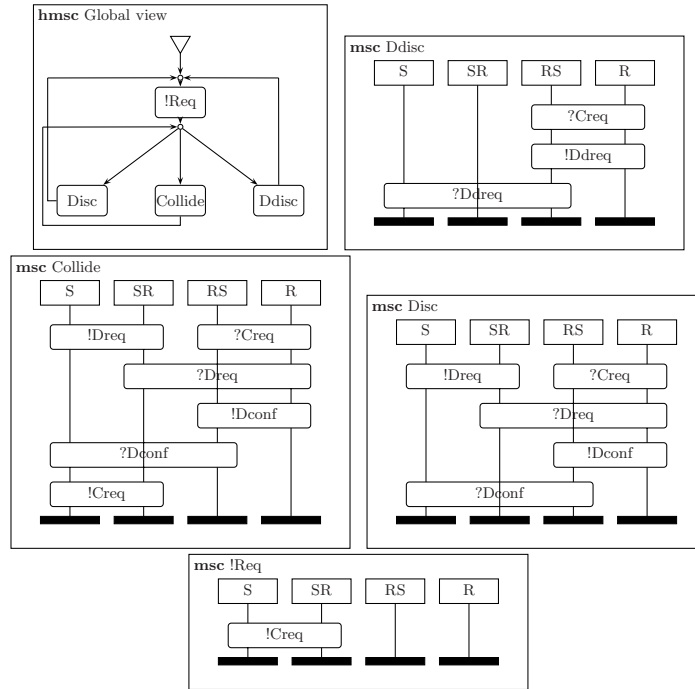 hmsc Global view
!Req
Disc
Collide
Ddisc
msc Ddisc
S SR RS R
?Creq
!Ddreq
?Ddreq
msc Collide
S SR RS R
!Dreq ?Creq
?Dreq
!Dconf
?Dconf
!Creq
msc Disc
S SR RS R
!Dreq ?Creq
?Dreq
!Dconf
?Dconf
msc !Req
S SR RS R
!Creq